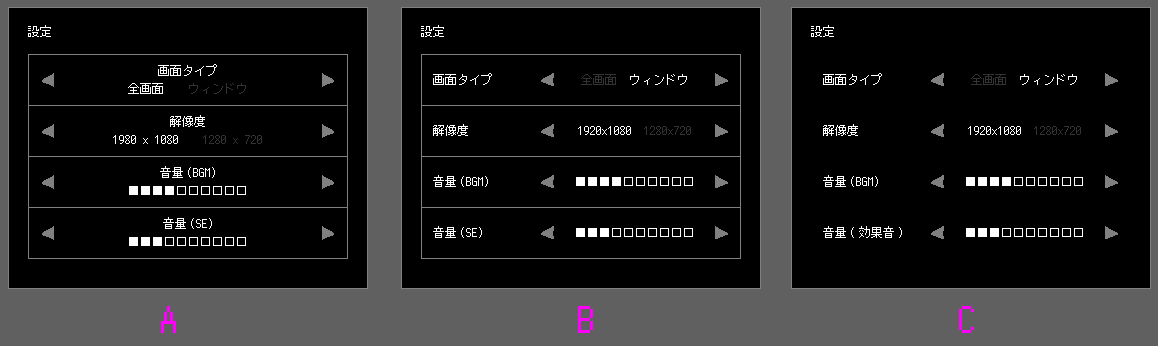 設定
画面タイプ
全画面 ウィンドウ
解像度
1980 x 1080 1280 x 720
音量(BGM)
音量(SE)
A
設定
画面タイプ 全画面 ウィンドウ
解像度 1920x1080 1280x720
音量(BGM)
音量(SE)
B
設定
画面タイプ 全画面 ウィンドウ
解像度 1920x1080 1280x720
音量(BGM)
音量( 効果音 )
C